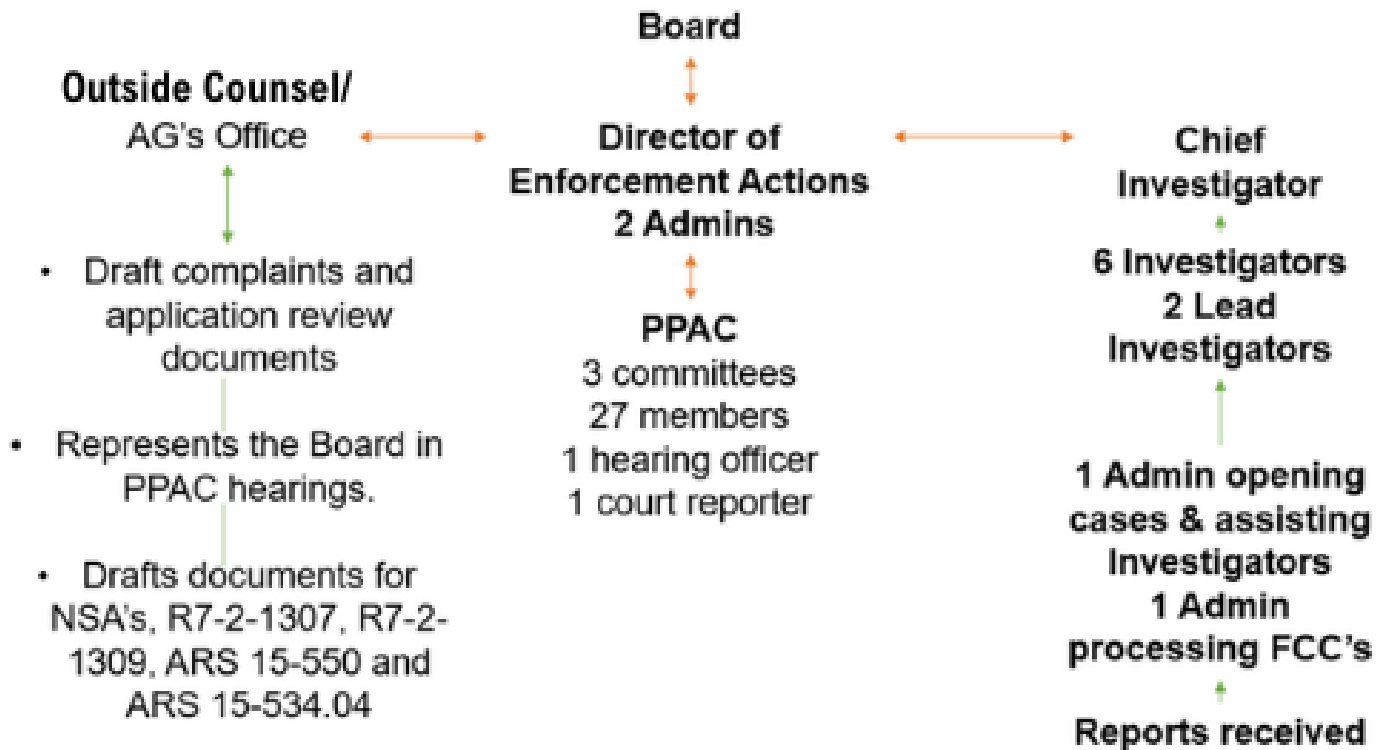 Board
Outside Counsel/
AG's Office
Director of
Enforcement Actions
2 Admins
Chief
Investigator
• Draft complaints and
application review
documents
• Represents the Board in
PPAC hearings.
• Drafts documents for
NSA's, R7-2-1307, R7-2-
1309, ARS 15-550 and
ARS 15-534.04
PPAC
3 committees
27 members
1 hearing officer
1 court reporter
6 Investigators
2 Lead
Investigators
1 Admin opening
cases & assisting
Investigators
1 Admin
processing FCC's
Reports received